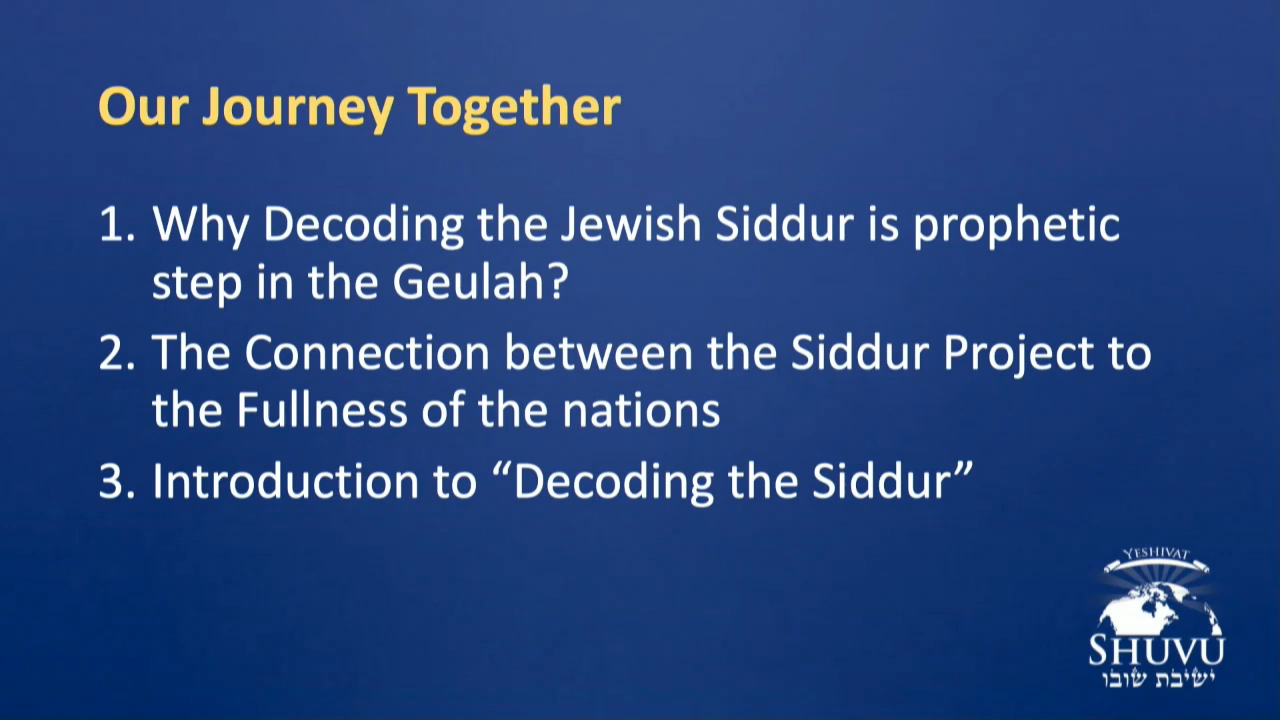 Our Journey Together
1. Why Decoding the Jewish Siddur is prophetic
step in the Geulah?
2. The Connection between the Siddur Project to
the Fullness of the nations
3. Introduction to “Decoding the Siddur”
YESHIVAT
SHUVU
ישיבת שובו